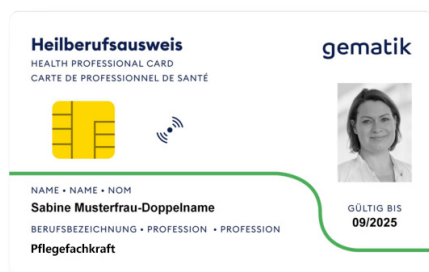 Heilberufsausweis
HEALTH PROFESSIONAL CARD
CARTE DE PROFESSIONNEL DE SANTÉ
gematik
NAME • NAME • NOM
Sabine Musterfrau-Doppelname
BERUFSBEZEICHNUNG • PROFESSION • PROFESSION
Pflegefachkraft
GÜLTIG BIS
09/2025